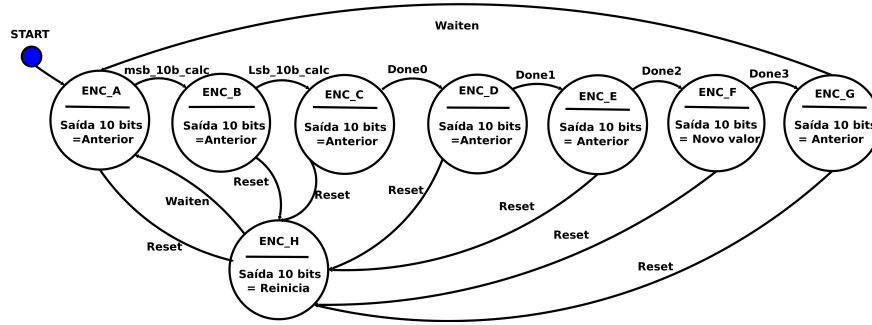 Waiten
START
msb_10b_calc
Lsb_10b_calc
Done0
Done1
Done2
Done3
ENC_A
Saída 10 bits
=Anterior
ENC_B
Saída 10 bits
=Anterior
ENC_C
Saída 10 bits
=Anterior
ENC_D
Saída 10 bits
=Anterior
ENC_E
Saída 10 bits
= Anterior
ENC_F
Saída 10 bits
= Novo valor
ENC_G
Saída 10 bits
= Anterior
Reset
Reset
Reset
Waiten
Reset
Reset
Reset
Reset
ENC_H
Saída 10 bits
= Reinicia